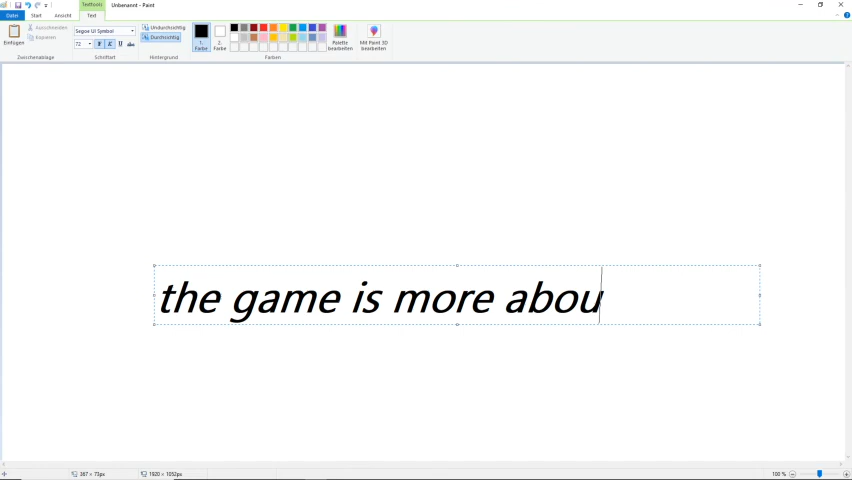 Texttools
Unbenannt - Paint
Datei
Start
Ansicht
Text
Einfügen
Ausschneiden
Kopieren
Zwischenablage
Segoe UI Symbol
72
F K U abc
Schriftart
Undurchsichtig
Durchsichtig
Hintergrund
1.
Farbe
2.
Farbe
Palette
bearbeiten
Mit Paint 3D
bearbeiten
Farben
the game is more abou
387 × 73px
1920 × 1052px
100 %